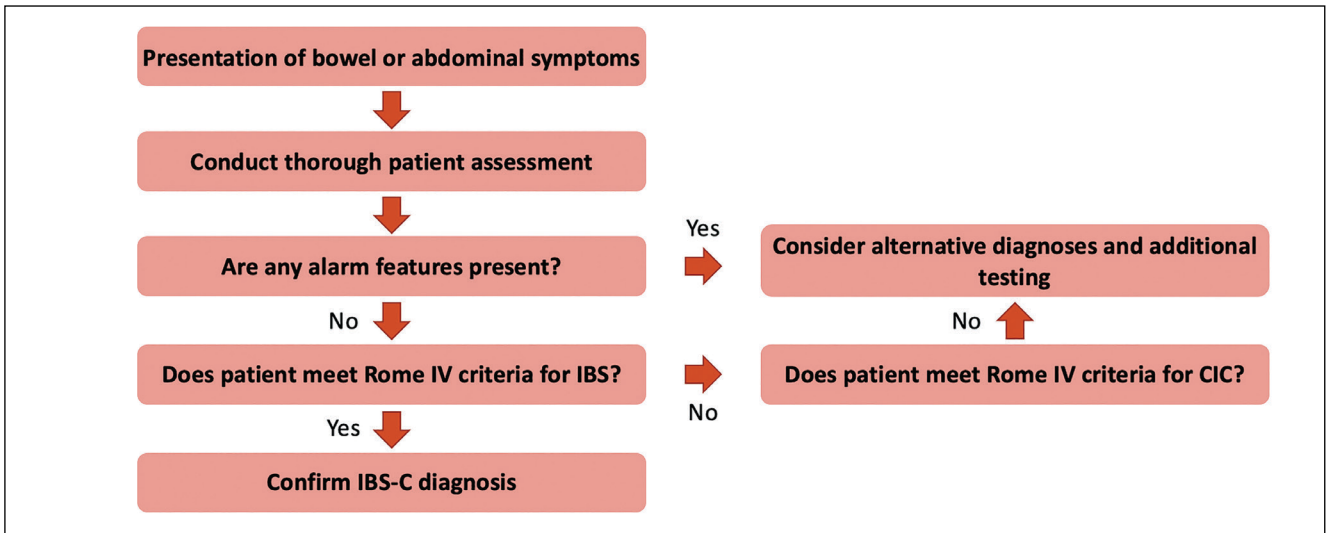 Presentation of bowel or abdominal symptoms
Conduct thorough patient assessment
Are any alarm features present?
Yes
Consider alternative diagnoses and additional
testing
No
No
Does patient meet Rome IV criteria for IBS?
No
Does patient meet Rome IV criteria for CIC?
Yes
Confirm IBS-C diagnosis